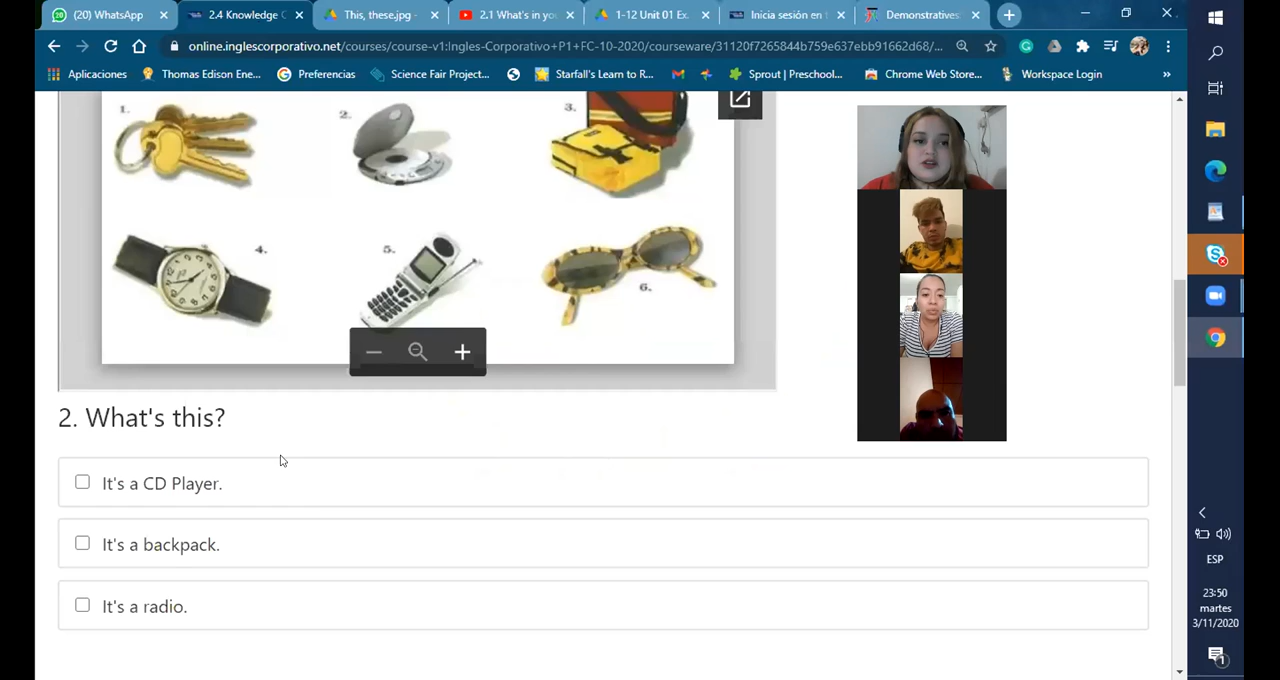 (20) WhatsApp
2.4 Knowledge C
This, these.jpg -
2.1 What's in yo
1-12 Unit 01 Ex
Inicia sesión en t
Demonstratives
online.inglescorporativo.net/courses/course-v1:Ingles-Corporativo+P1+FC-10-2020/courseware/31120f7265844b759e637ebb91662d68/...
Aplicaciones
Thomas Edison Ene...
Preferencias
Science Fair Project...
Starfall's Learn to R...
Sprout | Preschool...
Chrome Web Store...
Workspace Login
»
1.
2.
3.
4.
5.
6.
2. What's this?
It's a CD Player.
It's a backpack.
It's a radio.
ESP
23:50
martes
3/11/2020
1